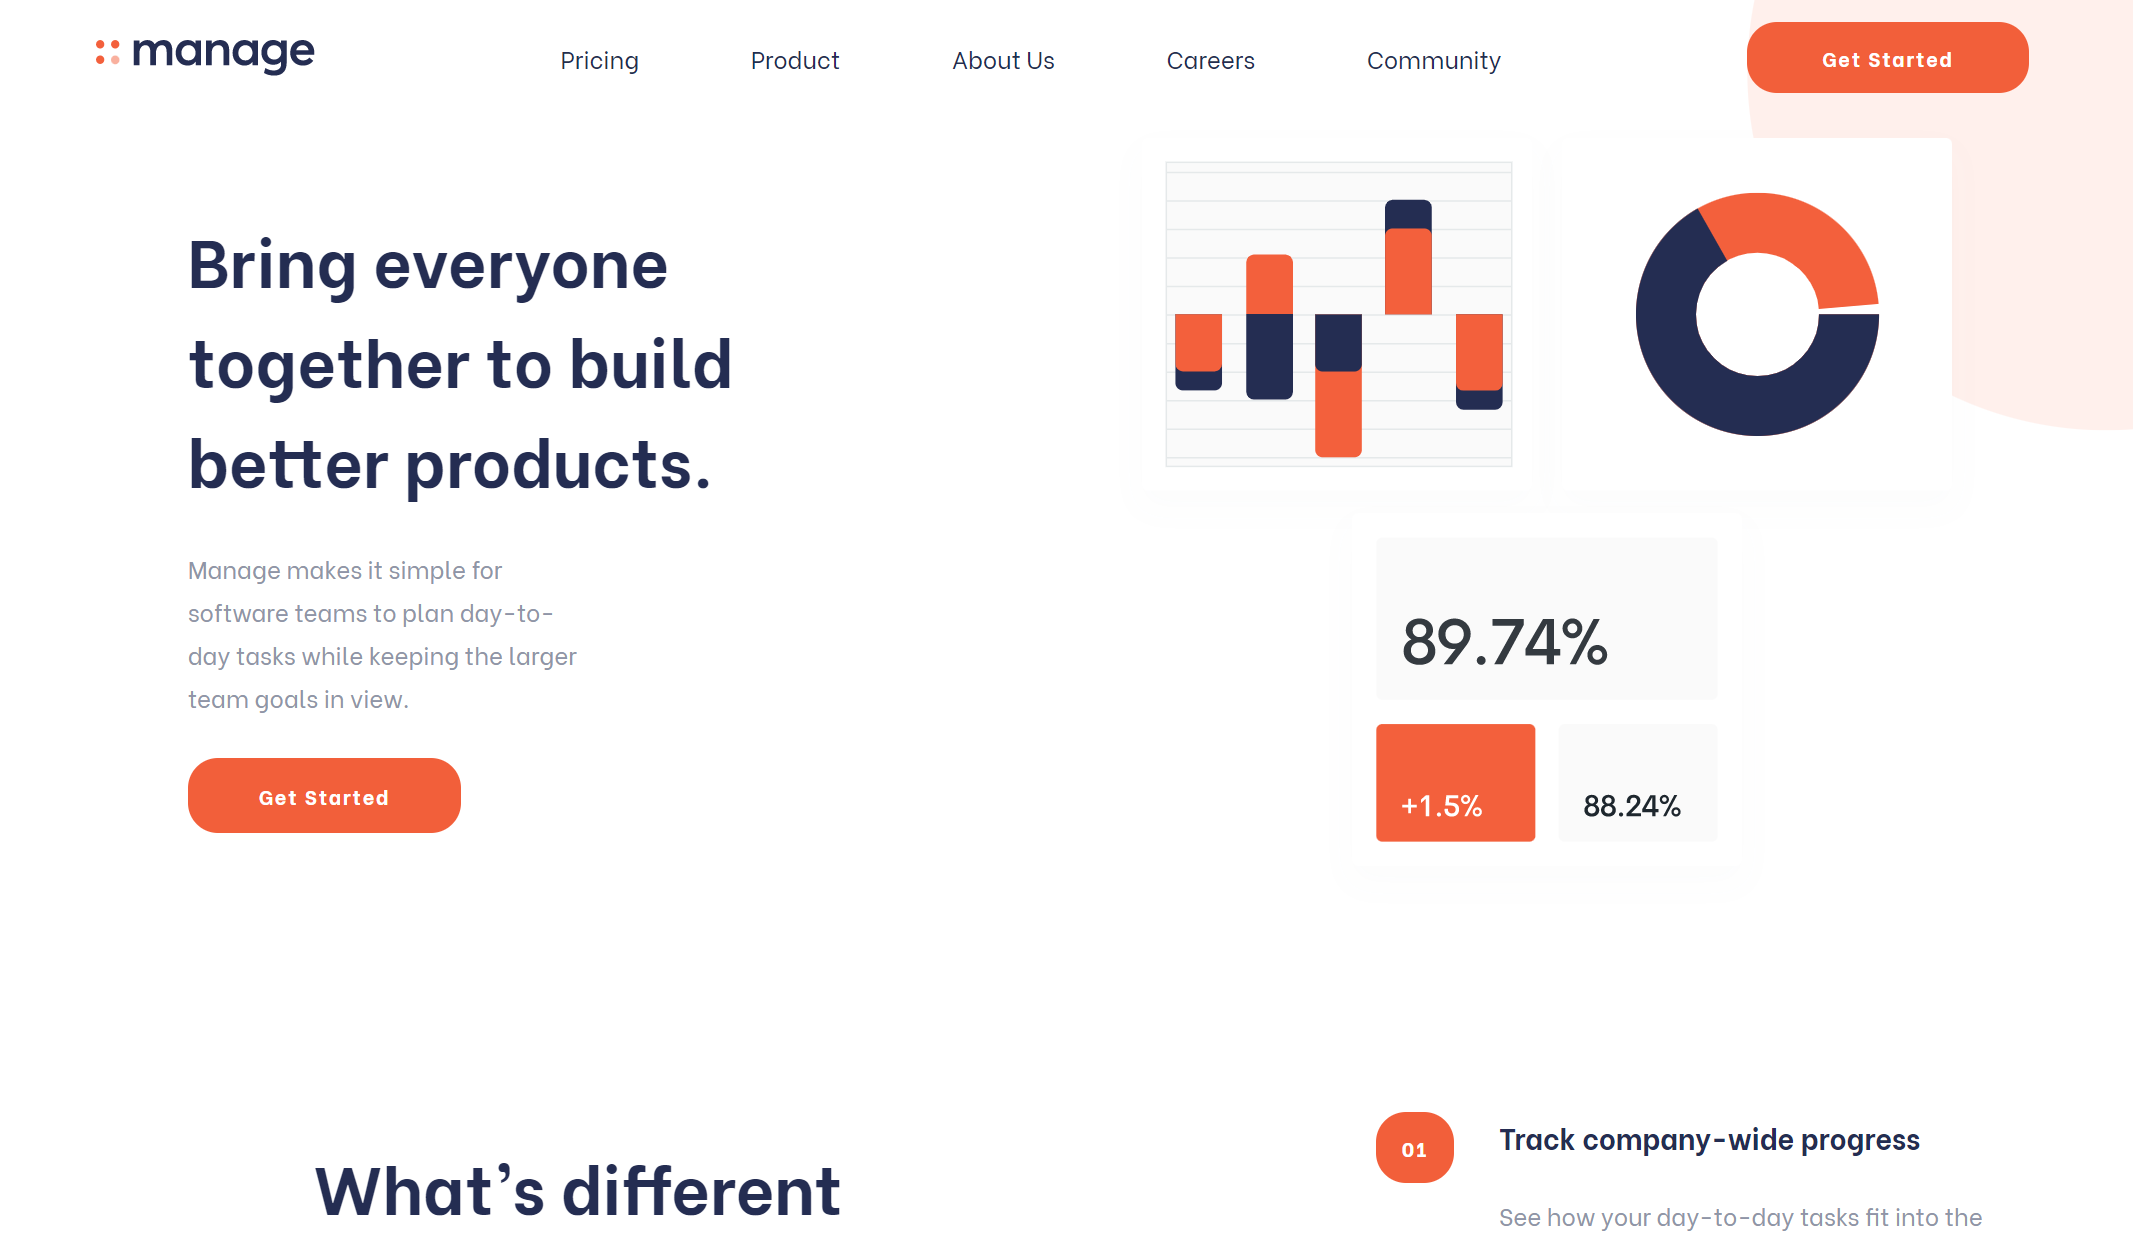 manage
Pricing
Product
About Us
Careers
Community
Get Started
Bring everyone
together to build
better products.
Manage makes it simple for
software teams to plan day-to-
day tasks while keeping the larger
team goals in view.
Get Started
89.74%
+1.5%
88.24%
What’s different
01
Track company-wide progress
See how your day-to-day tasks fit into the